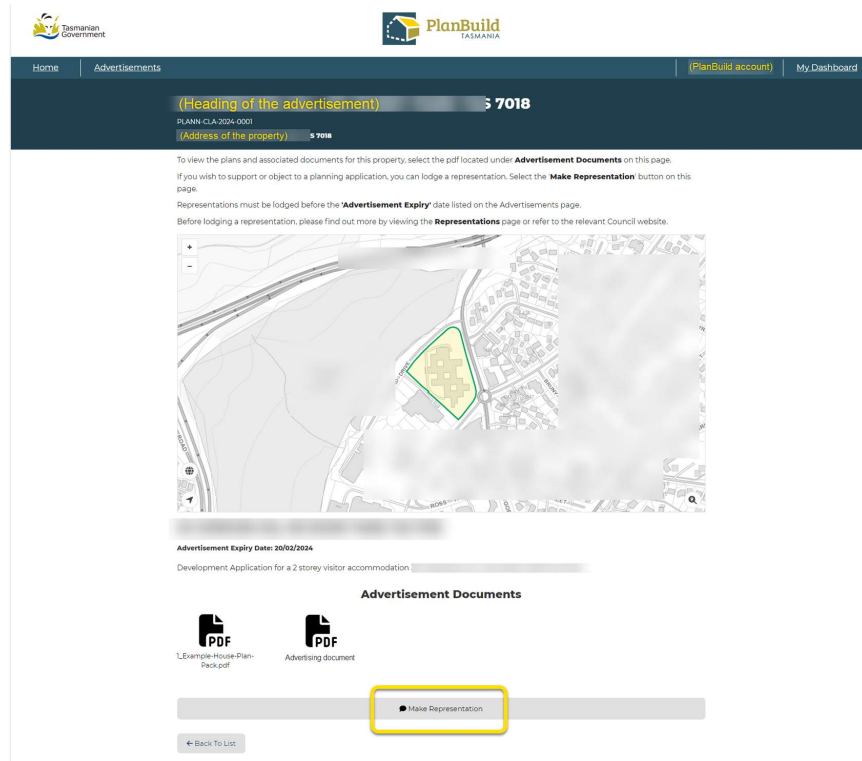 Tasmanian
Government
PlanBuild
TASMANIA
Home
Advertisements
(PlanBuild account)
My Dashboard
(Heading of the advertisement) S 7018
PLANN-CLA-2024-0001
(Address of the property) S 7018
To view the plans and associated documents for this property, select the pdf located under Advertisement Documents on this page.
If you wish to support or object to a planning application, you can lodge a representation. Select the 'Make Representation' button on this
page.
Representations must be lodged before the 'Advertisement Expiry' date listed on the Advertisements page.
Before lodging a representation, please find out more by viewing the Representations page or refer to the relevant Council website.
+
−
DRIVE
BRUNY
ROAD
ROSS
Advertisement Expiry Date: 20/02/2024
Development Application for a 2 storey visitor accommodation
Advertisement Documents
PDF
PDF
1_Example-House-Plan-
Pack.pdf
Advertising document
Make Representation
← Back To List